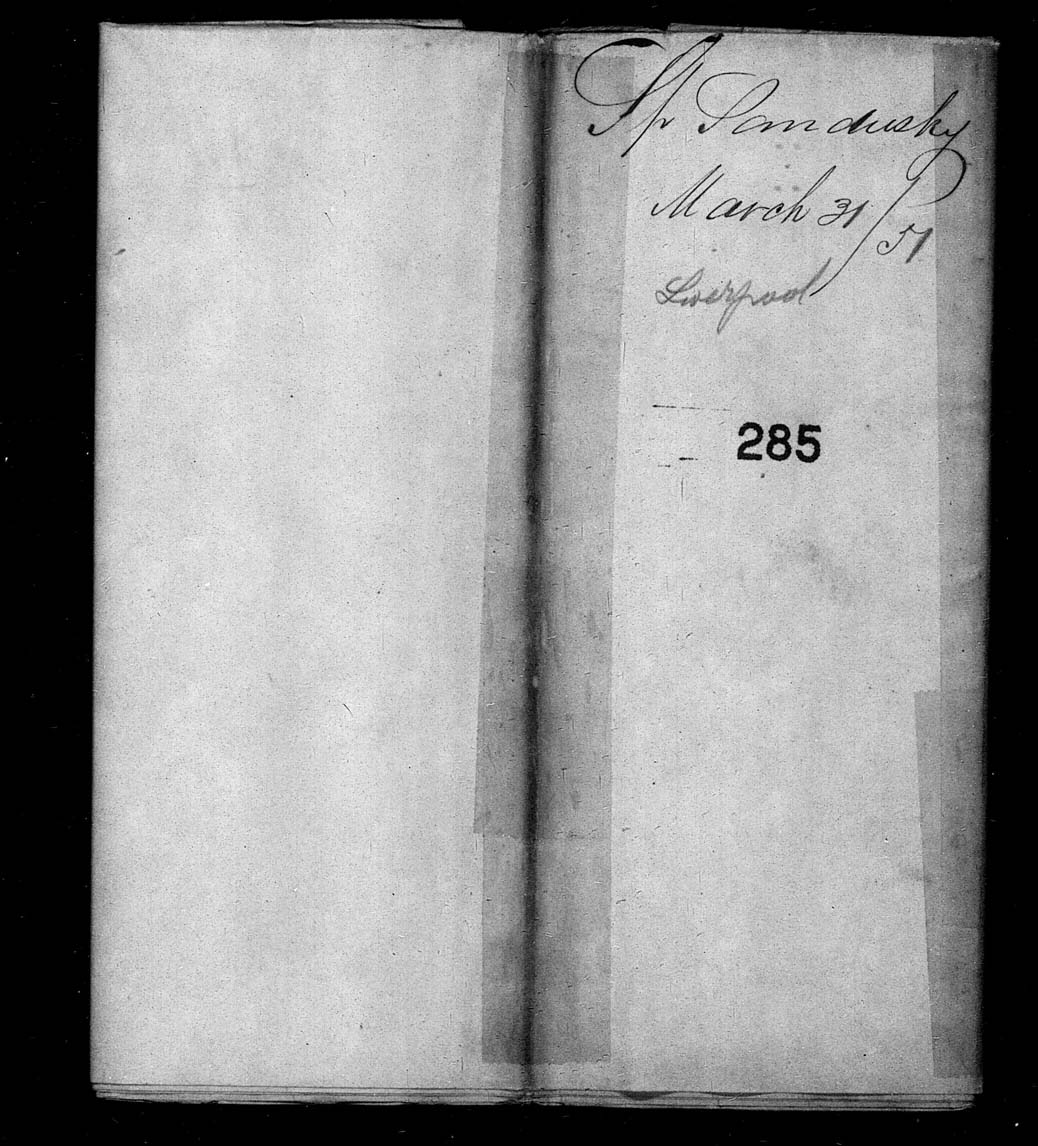 Sp Sandusky
March 31/51
Liverpool
285